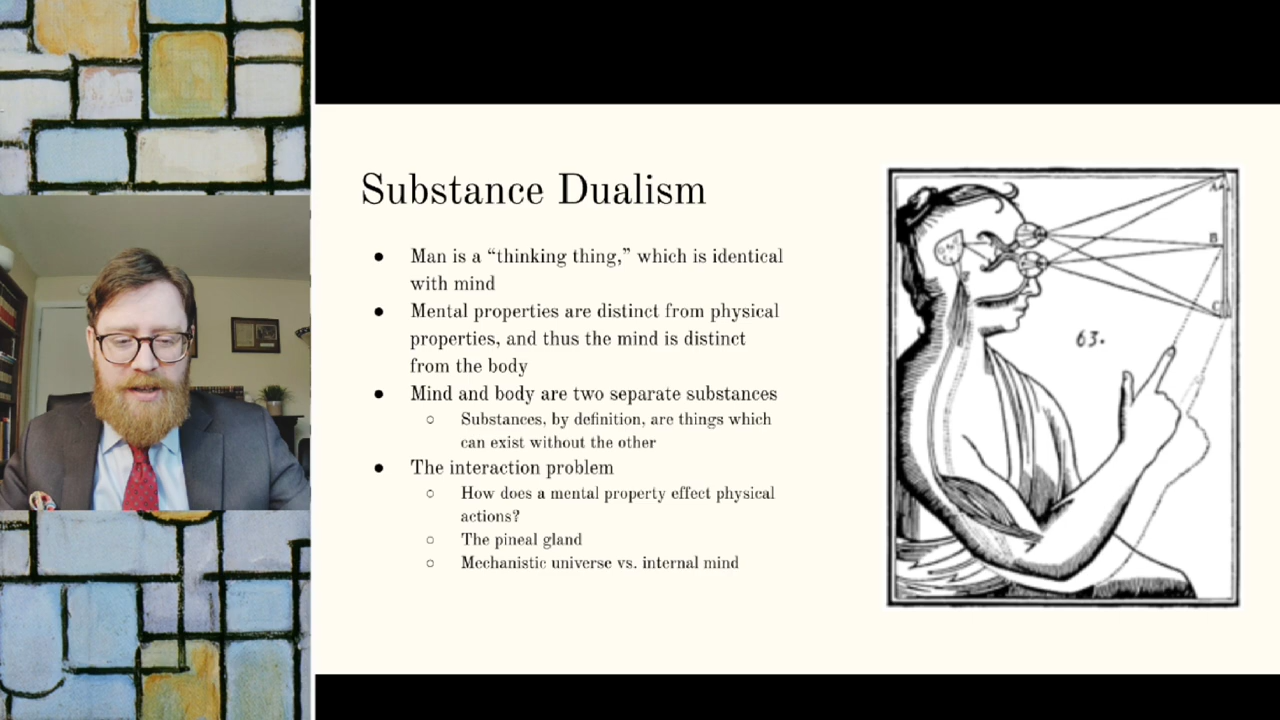 Substance Dualism
● Man is a “thinking thing,” which is identical
with mind
● Mental properties are distinct from physical
properties, and thus the mind is distinct
from the body
● Mind and body are two separate substances
○ Substances, by definition, are things which
can exist without the other
● The interaction problem
○ How does a mental property effect physical
actions?
○ The pineal gland
○ Mechanistic universe vs. internal mind
B
63.